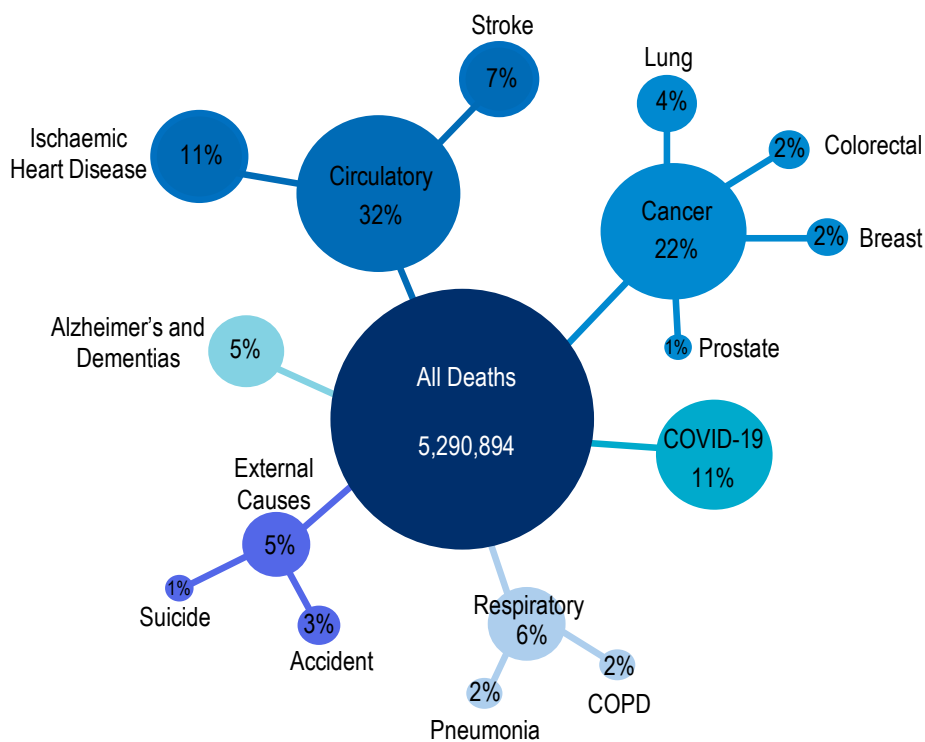 Stroke
7%
Ischaemic
Heart Disease
11%
Circulatory
32%
Lung
4%
2%
Colorectal
Cancer
22%
2%
Breast
1%
Prostate
Alzheimer's and
Dementias
5%
All Deaths
5,290,894
COVID-19
11%
External
Causes
5%
1%
Suicide
3%
Accident
Respiratory
6%
2%
Pneumonia
2%
COPD